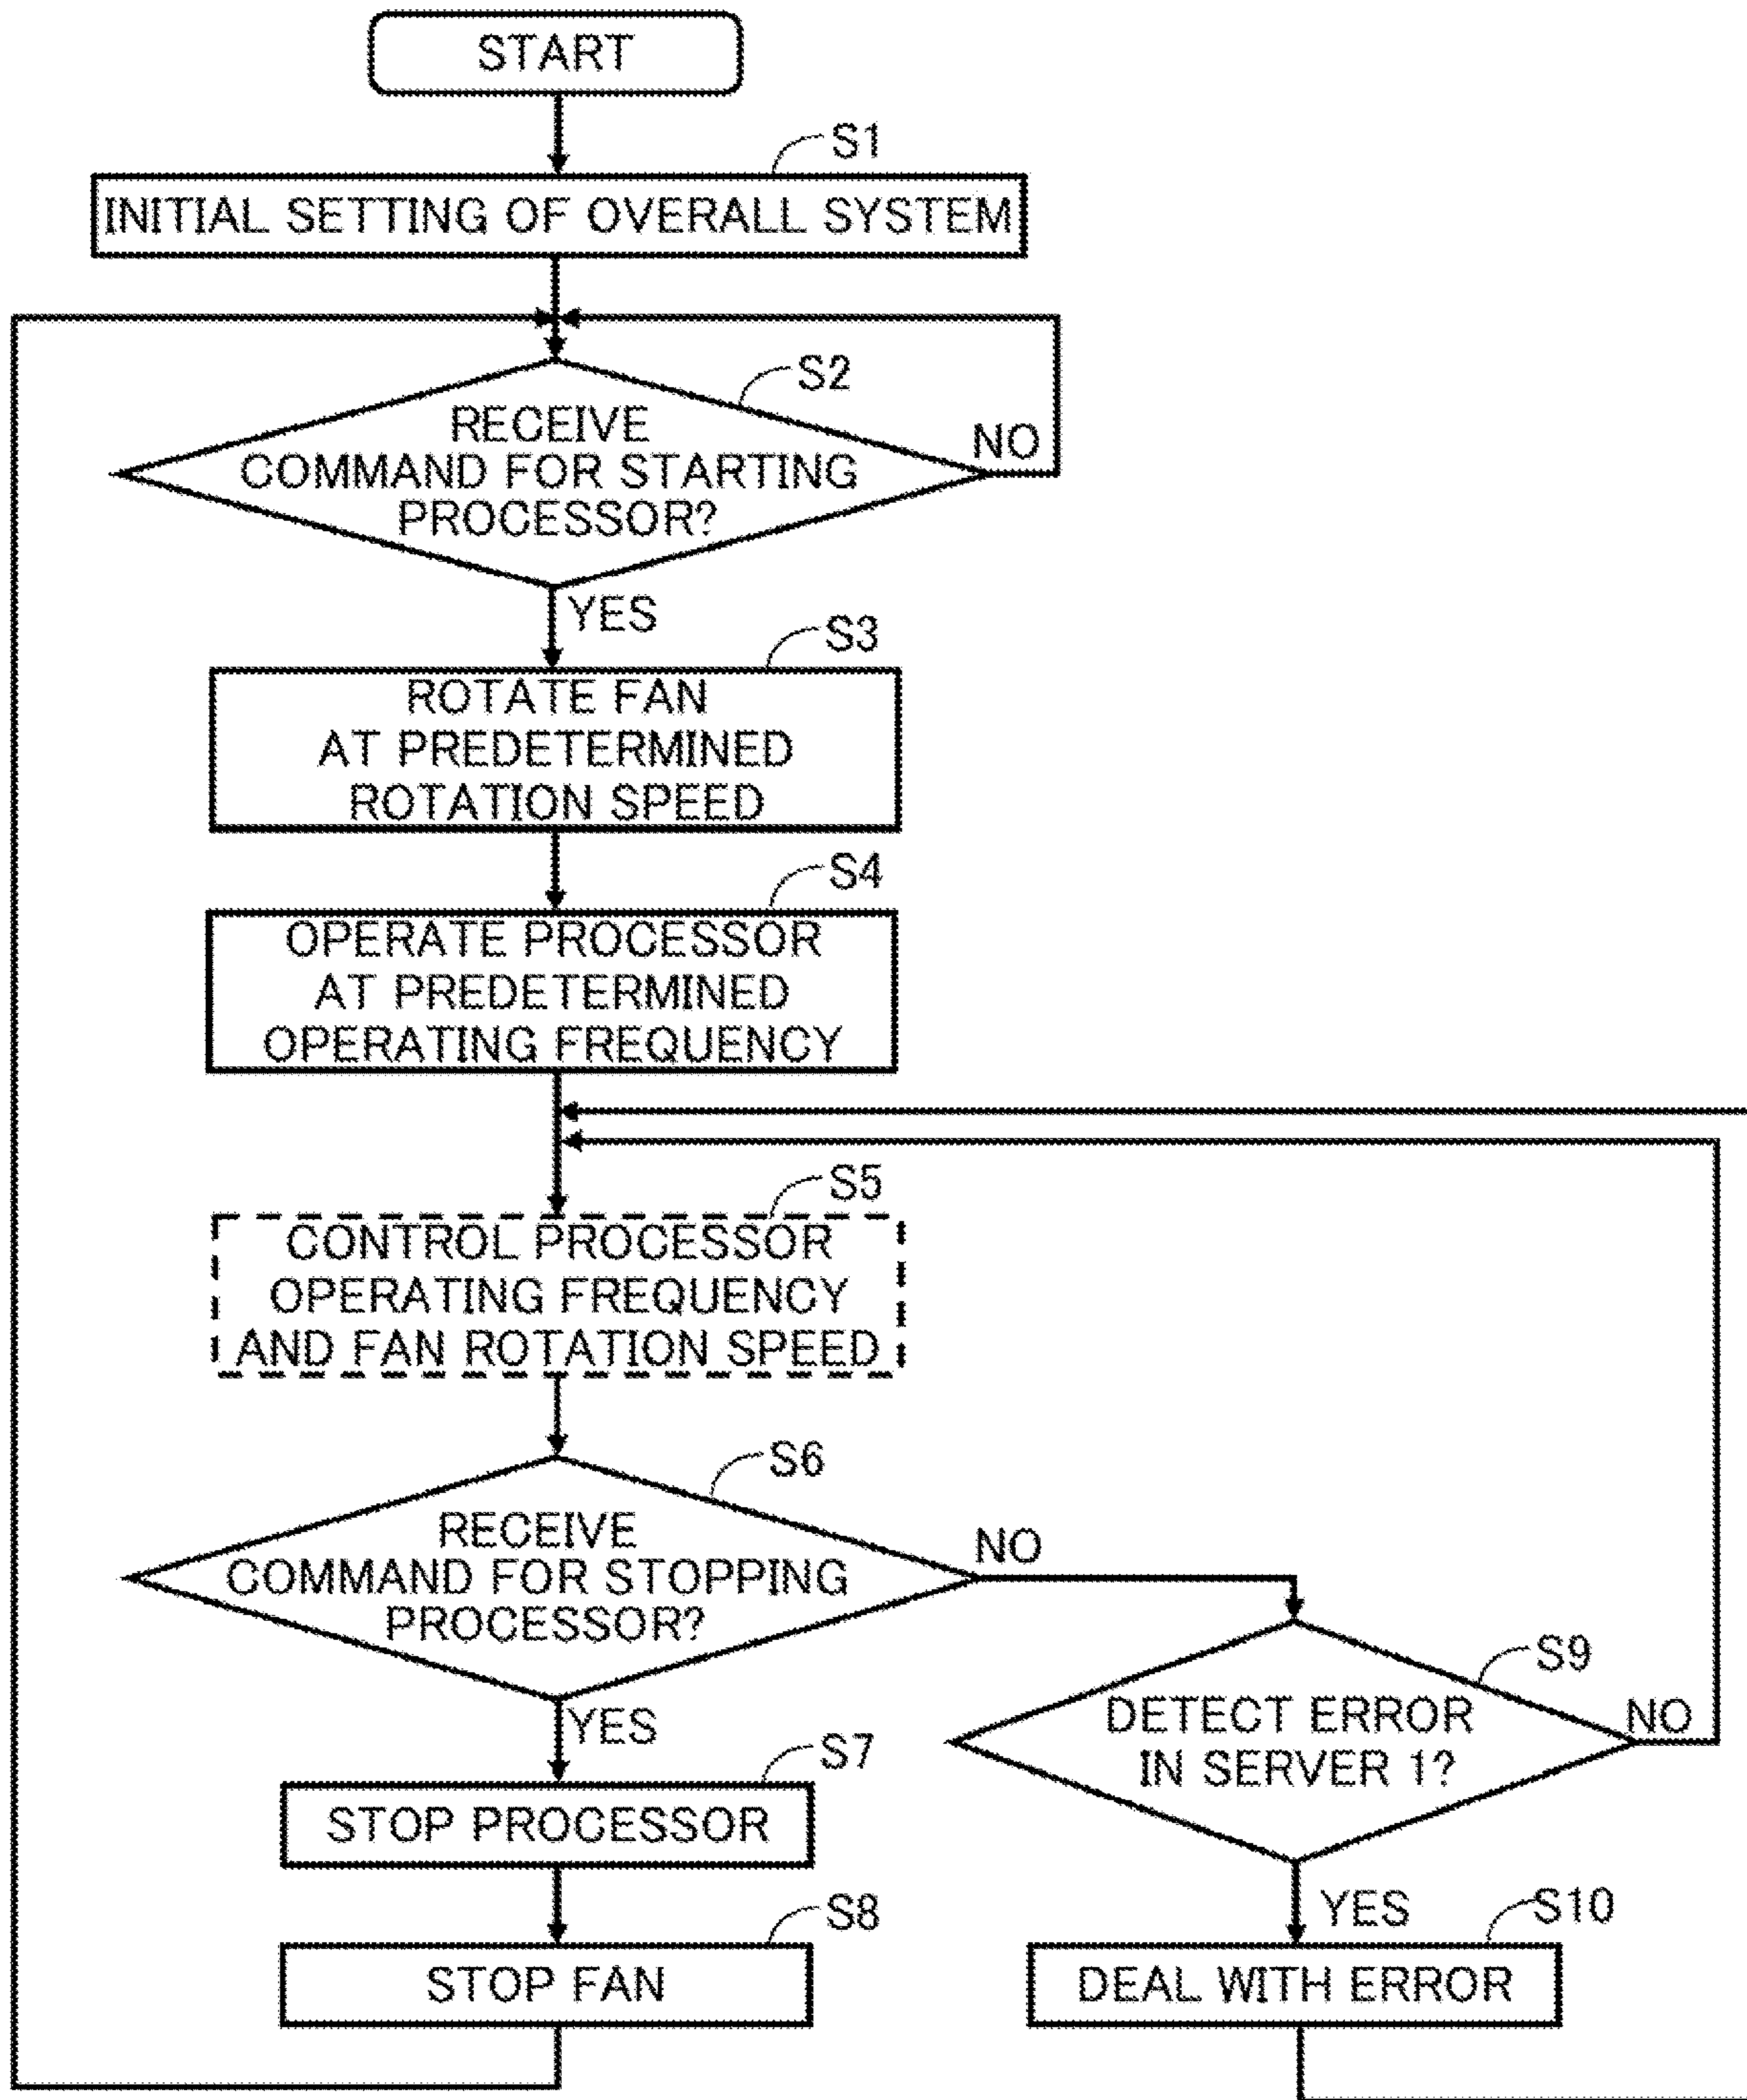 START
S1
INITIAL SETTING OF OVERALL SYSTEM
S2
RECEIVE
COMMAND FOR STARTING
PROCESSOR?
NO
YES
S3
ROTATE FAN
AT PREDETERMINED
ROTATION SPEED
S4
OPERATE PROCESSOR
AT PREDETERMINED
OPERATING FREQUENCY
S5
CONTROL PROCESSOR
OPERATING FREQUENCY
AND FAN ROTATION SPEED
S6
RECEIVE
COMMAND FOR STOPPING
PROCESSOR?
NO
YES
S7
STOP PROCESSOR
S8
STOP FAN
S9
DETECT ERROR
IN SERVER 1?
NO
YES
S10
DEAL WITH ERROR